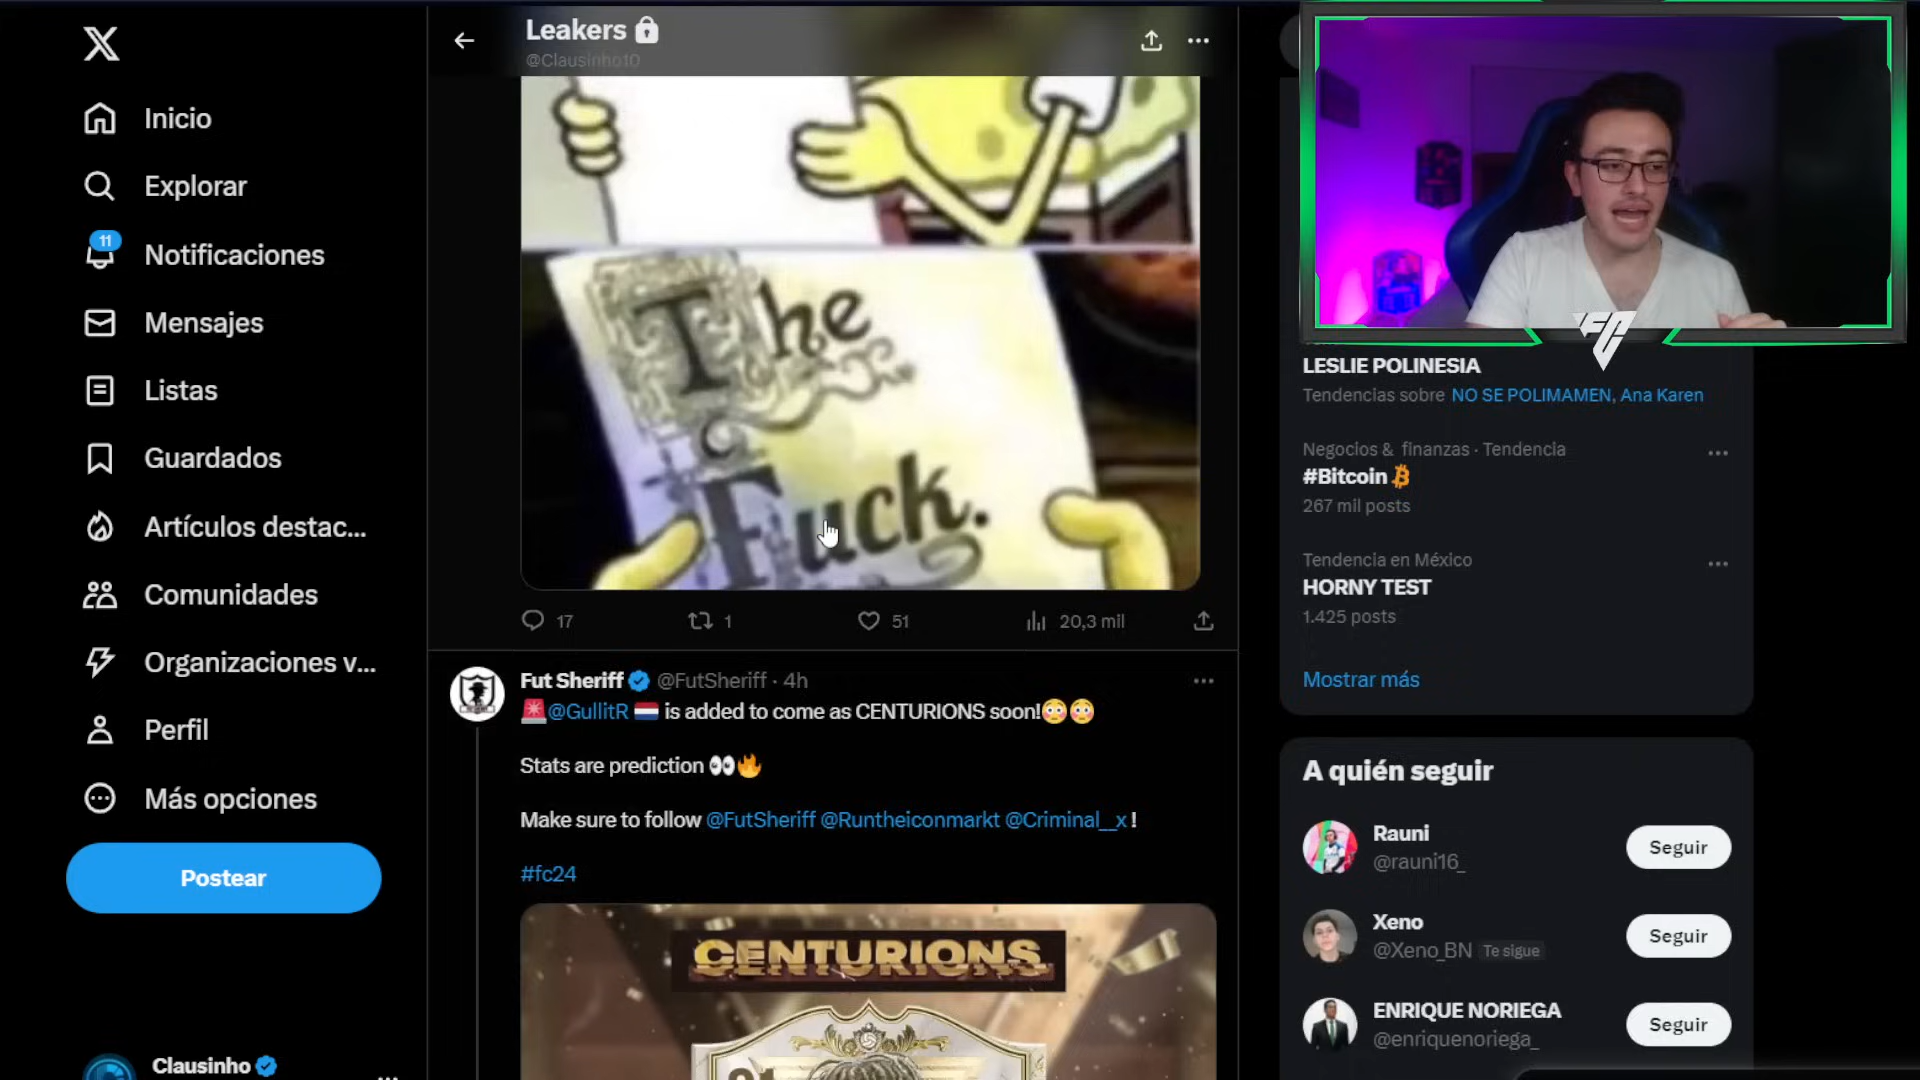 Leakers
@Clausinho10
Inicio
Explorar
11
Notificaciones
Mensajes
Listas
Guardados
Artículos destac...
Comunidades
Organizaciones v...
Perfil
Más opciones
Postear
Clausinho
The
Fuck.
17
1
51
20,3 mil
Fut Sheriff @FutSheriff · 4h
@GullitR is added to come as CENTURIONS soon!
Stats are prediction
Make sure to follow @FutSheriff @Runtheiconmarkt @Criminal__x !
#fc24
CENTURIONS
FC
LESLIE POLINESIA
Tendencias sobre NO SE POLIMAMEN, Ana Karen
Negocios & finanzas · Tendencia
#Bitcoin
267 mil posts
Tendencia en México
HORNY TEST
1.425 posts
Mostrar más
A quién seguir
Rauni
@rauni16_
Seguir
Xeno
@Xeno_BN Te sigue
Seguir
ENRIQUE NORIEGA
@enriquenoriega_
Seguir